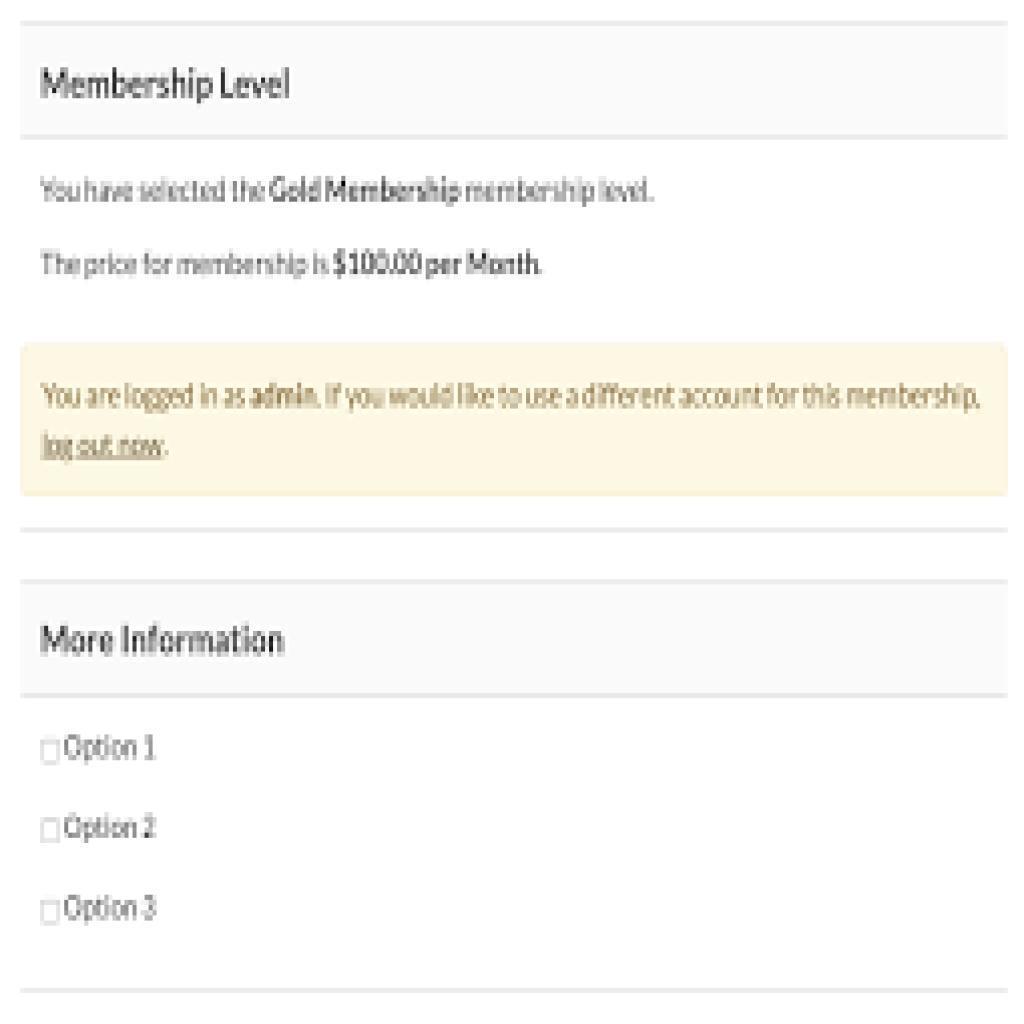 Membership Level
You have selected the Gold Membership membership level.
The price for membership is $100.00 per Month.
You are logged in as admin. If you would like to use a different account for this membership,
log out now.
More Information
Option 1
Option 2
Option 3